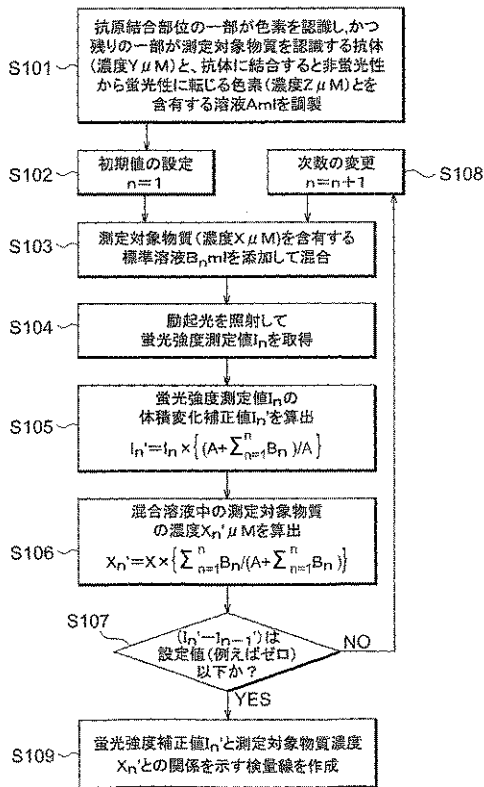 S101
抗原結合部位の一部が色素を認識し,かつ
残りの一部が測定対象物質を認識する抗体
(濃度YμM)と、抗体に結合すると非蛍光性
から蛍光性に転じる色素(濃度ZμM)とを
含有する溶液Amlを調製
S102
初期値の設定
n=1
次数の変更
n=n+1
S108
S103
測定対象物質(濃度XμM)を含有する
標準溶液Bₙmlを添加して混合
S104
励起光を照射して
蛍光強度測定値Iₙを取得
S105
蛍光強度測定値Iₙの
体積変化補正値Iₙ'を算出
Iₙ'=Iₙ×{(A+∑ⁿₙ₌₁Bₙ)/A}
S106
混合溶液中の測定対象物質
の濃度Xₙ'μMを算出
Xₙ'=X×{∑ⁿₙ₌₁Bₙ/(A+∑ⁿₙ₌₁Bₙ)}
S107
(Iₙ'−Iₙ₋₁')は
設定値(例えばゼロ)
以下か?
NO
YES
S109
蛍光強度補正値Iₙ'と測定対象物質濃度
Xₙ'との関係を示す検量線を作成